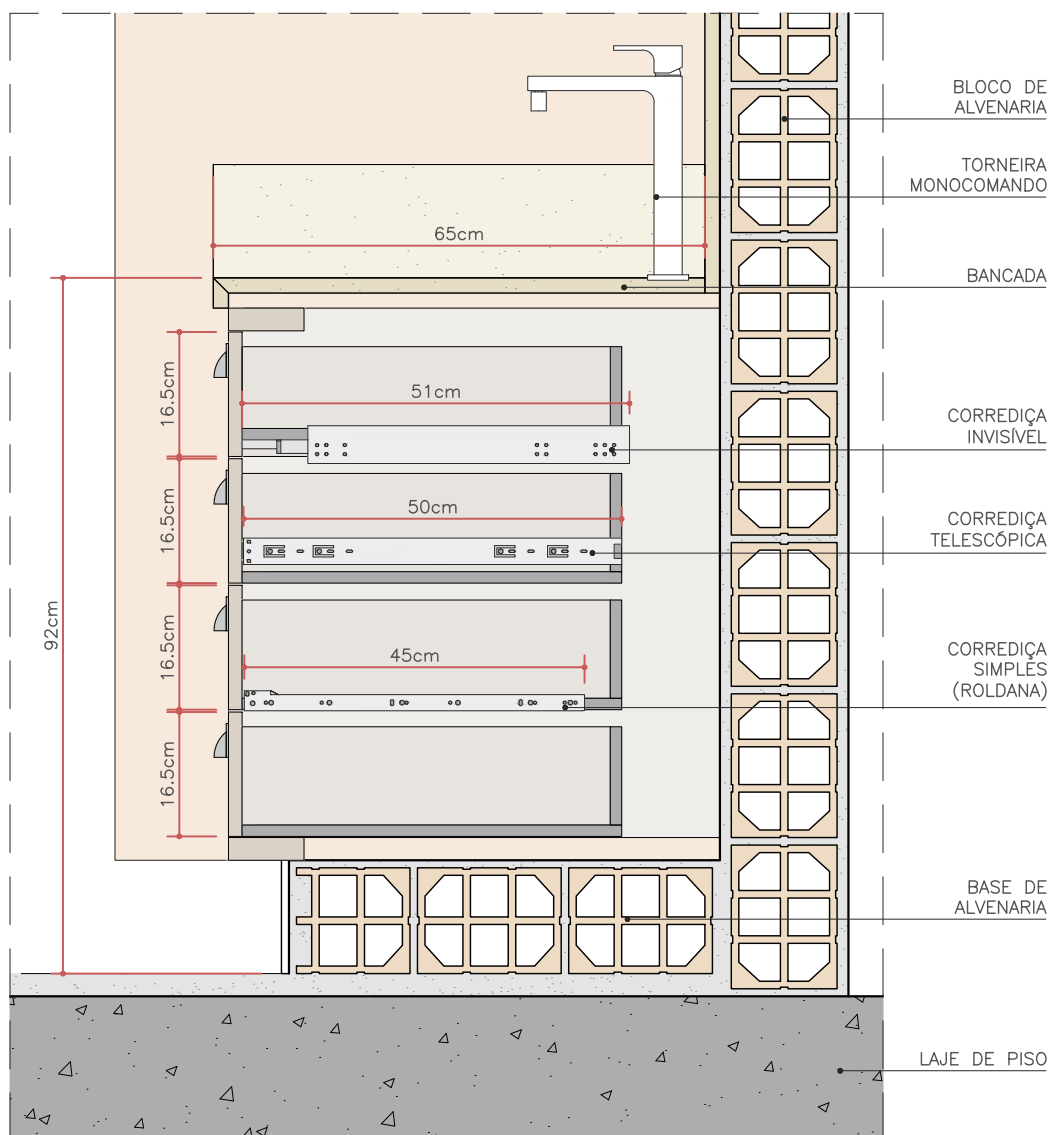 BLOCO DE
ALVENARIA
TORNEIRA
MONOCOMANDO
65cm
BANCADA
16.5cm
51cm
CORREDIÇA
INVISÍVEL
16.5cm
50cm
CORREDIÇA
TELESCÓPICA
92cm
16.5cm
45cm
CORREDIÇA
SIMPLES
(ROLDANA)
16.5cm
BASE DE
ALVENARIA
LAJE DE PISO